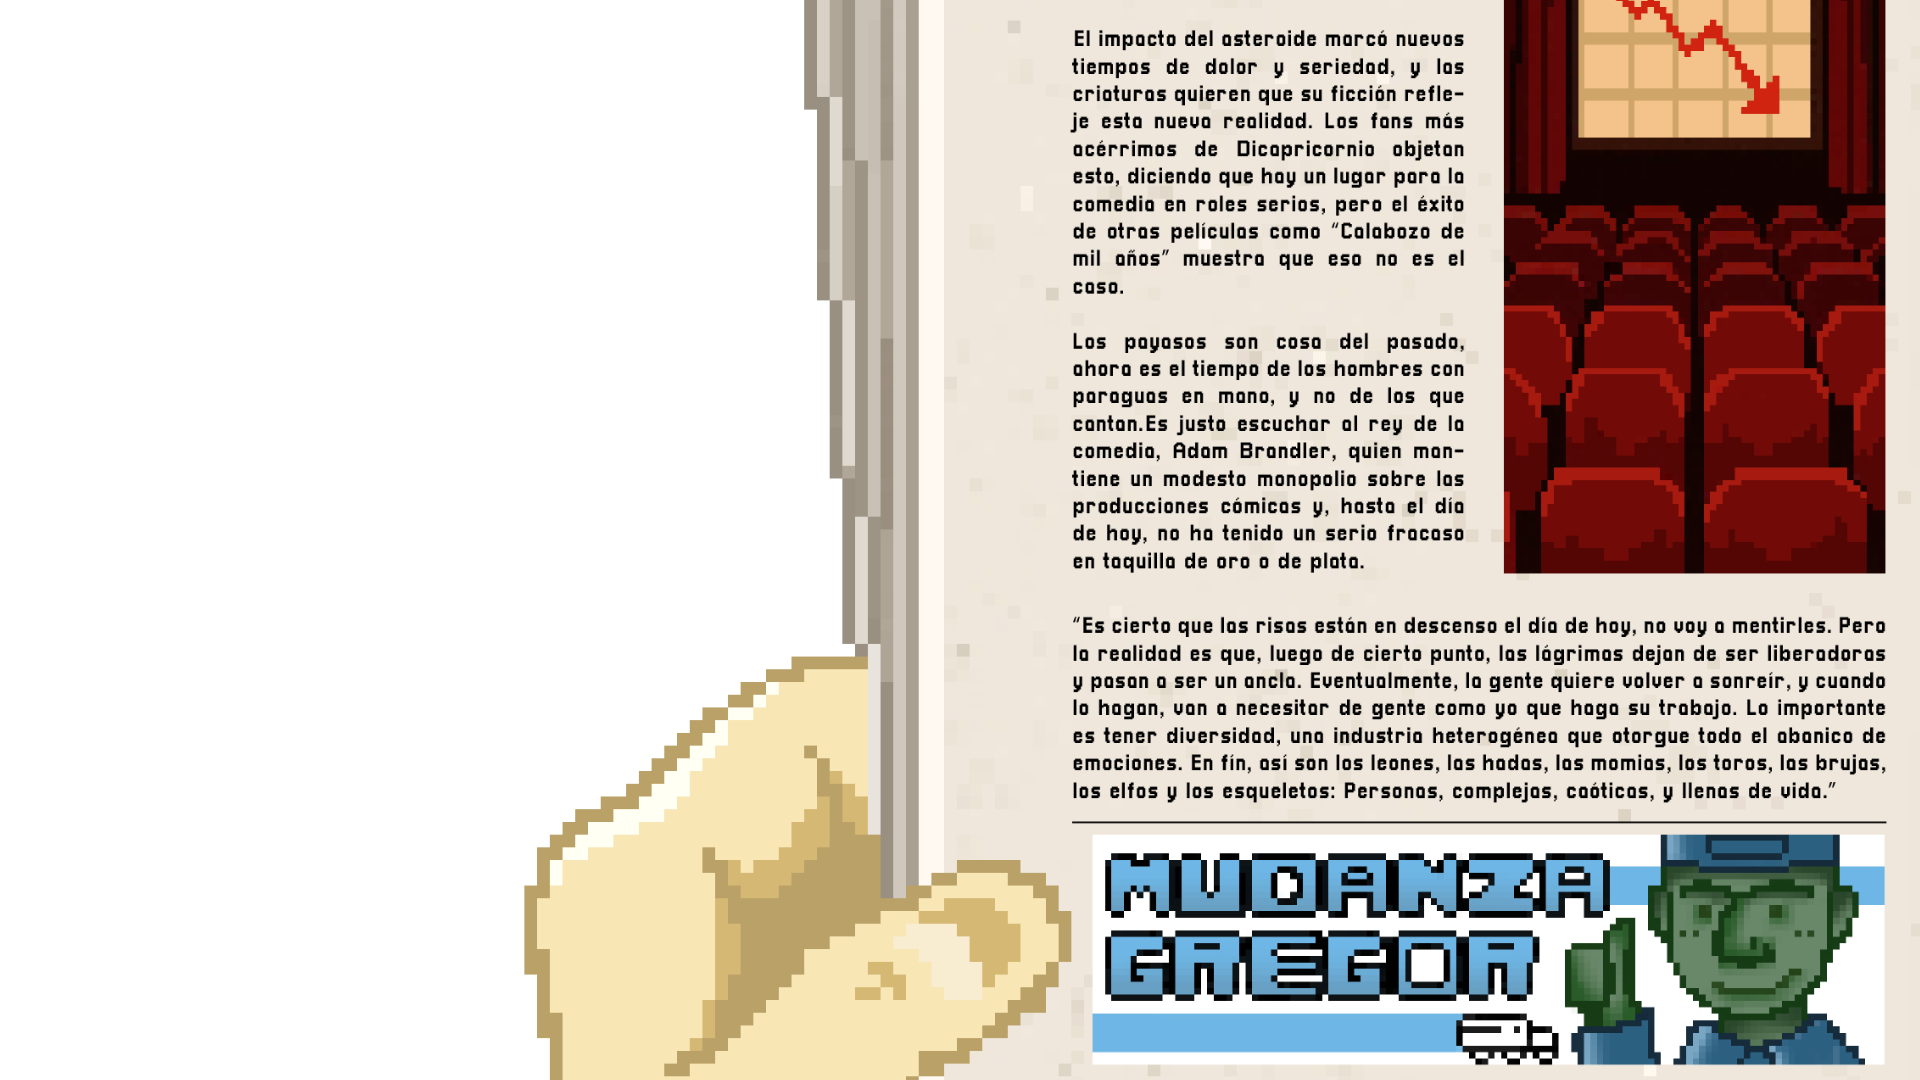 El impacto del asteroide marcó nuevos
tiempos de dolor y seriedad, y las
criaturas quieren que su ficción refle-
je esta nueva realidad. Los fans más
acérrimos de Dicapricornio objetan
esto, diciendo que hay un lugar para la
comedia en roles serios, pero el éxito
de otras películas como “Calabozo de
mil años” muestra que eso no es el
caso.
Los payasos son cosa del pasado,
ahora es el tiempo de los hombres con
paraguas en mano, y no de los que
cantan.Es justo escuchar al rey de la
comedia, Adam Brandler, quien man-
tiene un modesto monopolio sobre las
producciones cómicas y, hasta el día
de hoy, no ha tenido un serio fracaso
en taquilla de oro o de plata.
“Es cierto que las risas están en descenso el día de hoy, no voy a mentirles. Pero
la realidad es que, luego de cierto punto, las lágrimas dejan de ser liberadoras
y pasan a ser un ancla. Eventualmente, la gente quiere volver a sonreír, y cuando
lo hagan, van a necesitar de gente como yo que haga su trabajo. Lo importante
es tener diversidad, una industria heterogénea que otorgue todo el abanico de
emociones. En fín, así son los leones, las hadas, las momias, los toros, las brujas,
los elfos y los esqueletos: Personas, complejas, caóticas, y llenas de vida.”
MUDANZA
GREGOR